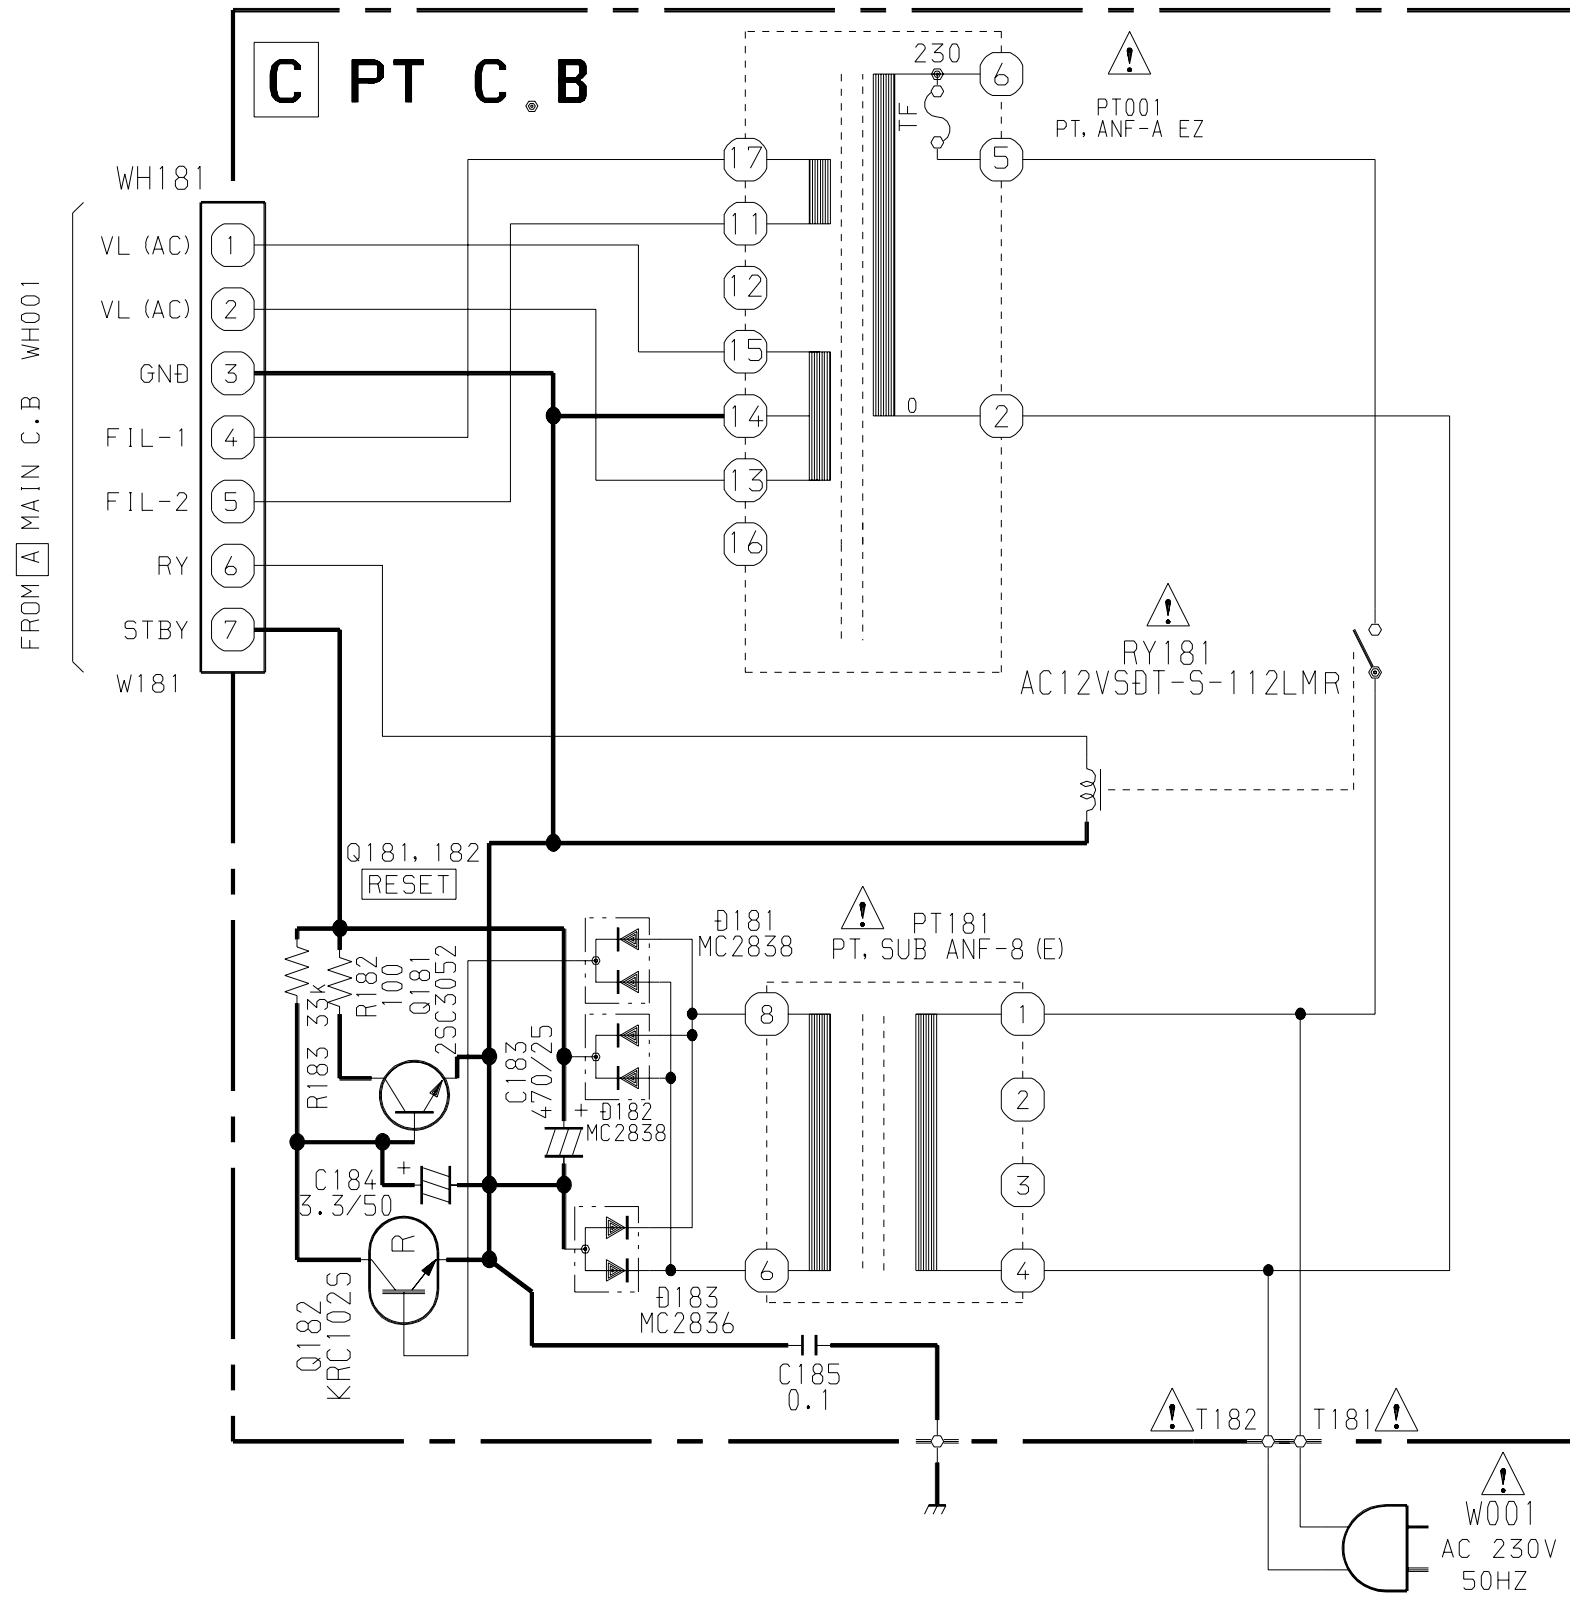 C PT C.B
230
6
PT001
PT, ANF-A EZ
TF
17
5
WH181
11
VL (AC) 1
12
VL (AC) 2
15
GND 3
14
0
2
FIL-1 4
13
FIL-2 5
16
RY 6
STBY 7
W181
FROM A MAIN C.B WH001
RY181
AC12VSDT-S-112LMR
Q181, 182
RESET
D181
MC2838
PT181
PT, SUB ANF-8 (E)
R183 33k
R182
100
Q181
2SC3052
C183
470/25
+
D182
MC2838
8
1
2
3
4
6
+
C184
3.3/50
R
Q182
KRC102S
D183
MC2836
C185
0.1
T182
T181
W001
AC 230V
50HZ